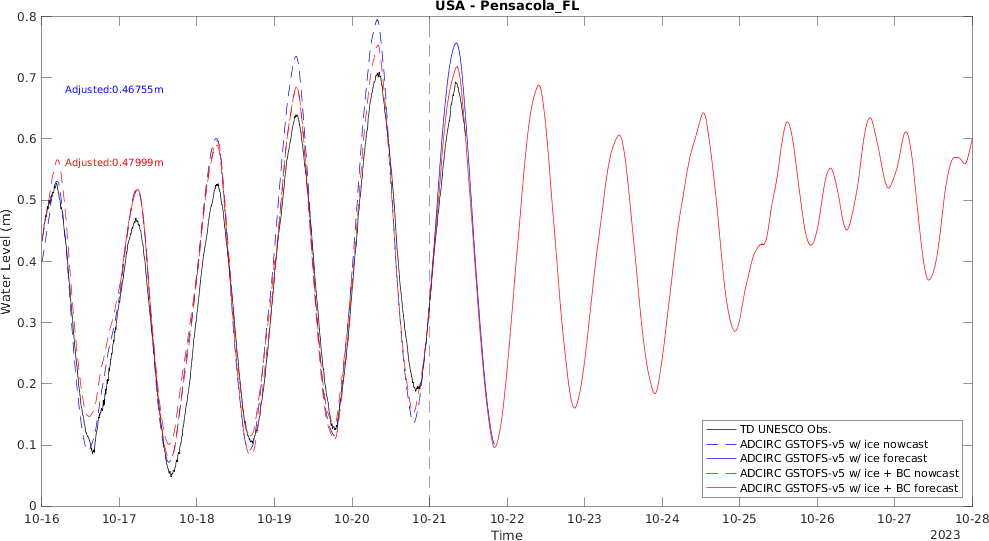 USA - Pensacola_FL
0.8
0.7
0.6
0.5
0.4
0.3
0.2
0.1
0
Water Level (m)
Adjusted:0.46755m
Adjusted:0.47999m
TD UNESCO Obs.
ADCIRC GSTOFS-v5 w/ ice nowcast
ADCIRC GSTOFS-v5 w/ ice forecast
ADCIRC GSTOFS-v5 w/ ice + BC nowcast
ADCIRC GSTOFS-v5 w/ ice + BC forecast
10-16 10-17 10-18 10-19 10-20 10-21 10-22 10-23 10-24 10-25 10-26 10-27 10-28
Time
2023